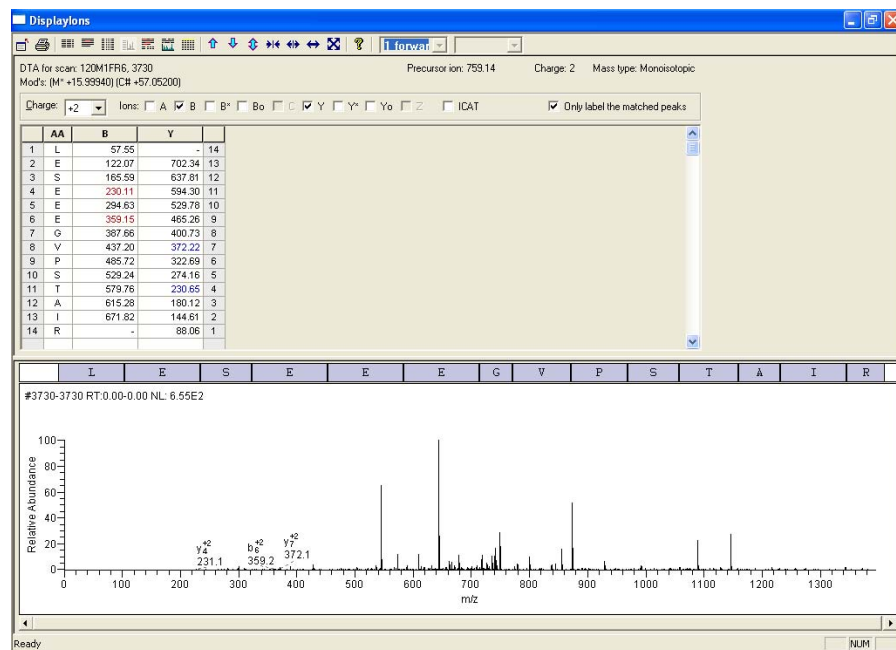 DisplayIons
1 forwar
DTA for scan: 120M1FR6, 3730 Precursor ion: 759.14 Charge: 2 Mass type: Monoisotopic
Mod's: (M* +15.99940) (C# +57.05200)
Charge: +2 Ions: A B B* Bo C Y Y* Yo Z ICAT Only label the matched peaks
AA B Y
1 L 57.55 - 14
2 E 122.07 702.34 13
3 S 165.59 637.81 12
4 E 230.11 594.30 11
5 E 294.63 529.78 10
6 E 359.15 465.26 9
7 G 387.66 400.73 8
8 V 437.20 372.22 7
9 P 485.72 322.69 6
10 S 529.24 274.16 5
11 T 579.76 230.65 4
12 A 615.28 180.12 3
13 I 671.82 144.61 2
14 R - 88.06 1
L E S E E E G V P S T A I R
#3730-3730 RT:0.00-0.00 NL: 6.55E2
Relative Abundance
100
80
60
40
20
0
y4+2 231.1
b6+2 359.2
y7+2 372.1
0 100 200 300 400 500 600 700 800 900 1000 1100 1200 1300
m/z
Ready NUM